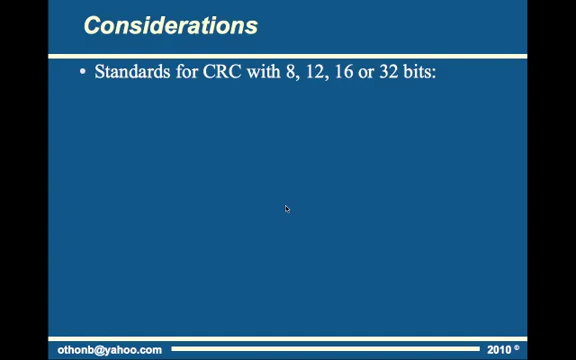 Considerations
• Standards for CRC with 8, 12, 16 or 32 bits:
othonb@yahoo.com
2010 ©